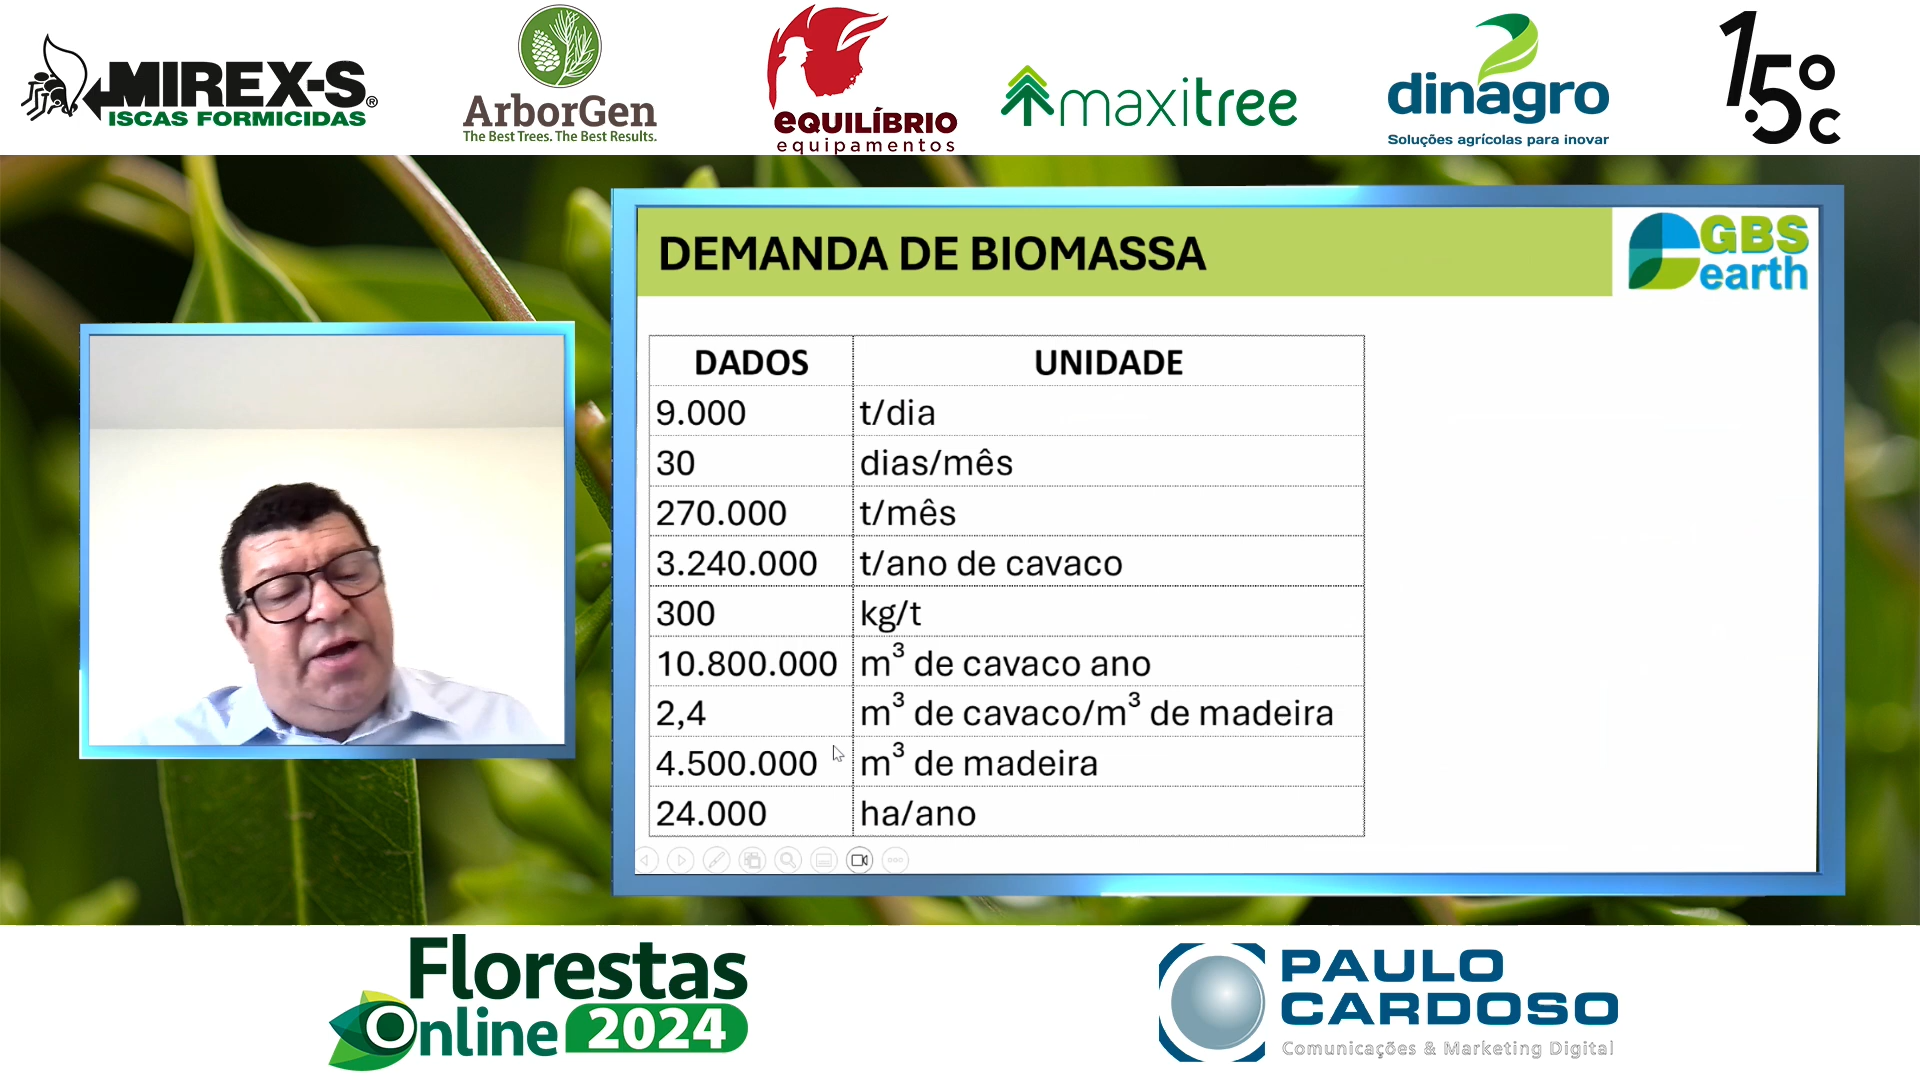 MIREX-S®
ISCAS FORMICIDAS
ArborGen
The Best Trees. The Best Results.
EQUILÍBRIO
equipamentos
maxitree
dinagro
Soluções agrícolas para inovar
1.5°C
DEMANDA DE BIOMASSA
GBS
earth
DADOS UNIDADE
9.000 t/dia
30 dias/mês
270.000 t/mês
3.240.000 t/ano de cavaco
300 kg/t
10.800.000 m³ de cavaco ano
2,4 m³ de cavaco/m³ de madeira
4.500.000 m³ de madeira
24.000 ha/ano
Florestas
Online 2024
PAULO
CARDOSO
Comunicações & Marketing Digital